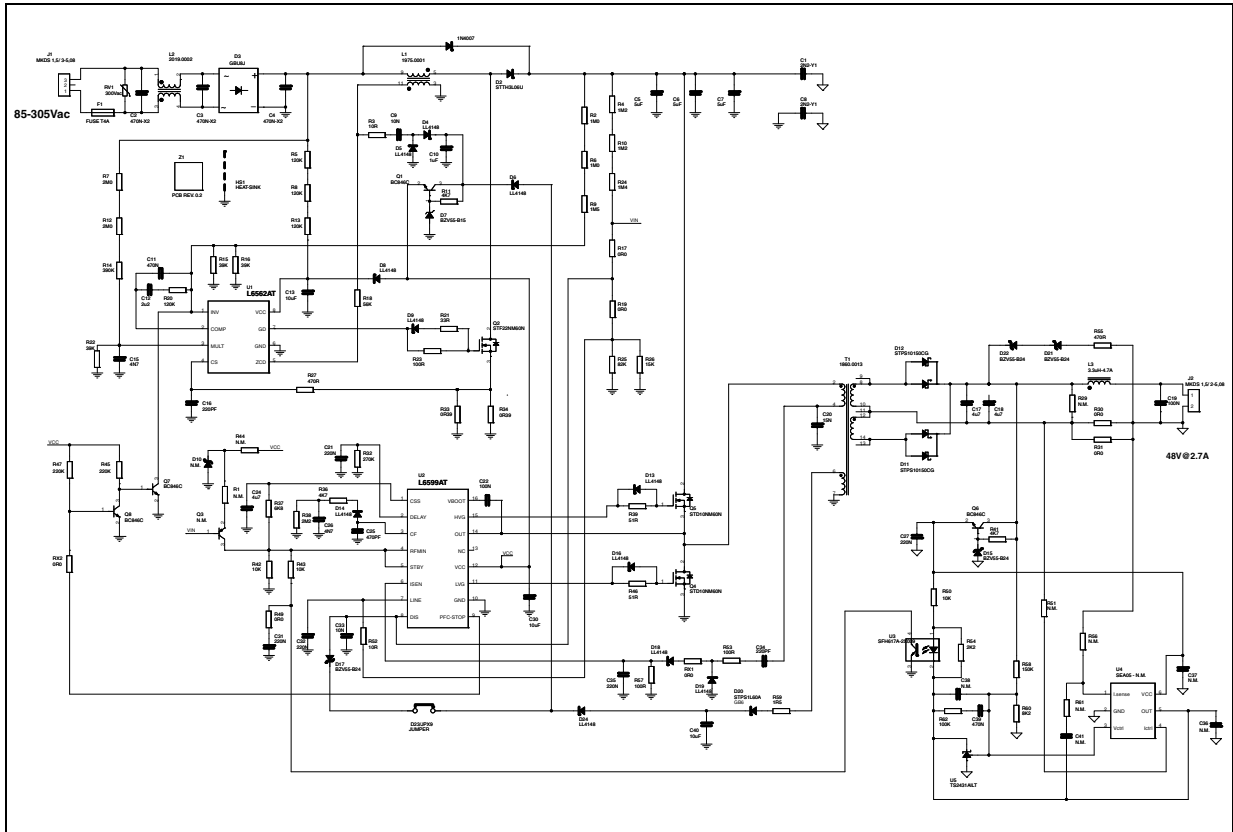 J1
MKDS 1,5/ 3-5,08
85-305Vac
F1
FUSE T4A
RV1
300Vac
C2
470N-X2
L2
2019.0002
C3
470N-X2
D3
GBU8J
C4
470N-X2
1N4007
L1
1975.0001
D2
STTH3L06U
C5
5uF
C6
5uF
C7
5uF
C1
2N2-Y1
C8
2N2-Y1
R3
10R
C9
10N
D4
LL4148
D5
LL4148
C10
1uF
R2
1M0
R6
1M0
R9
1M5
R4
1M2
R10
1M2
R24
1M4
VIN
R17
0R0
R19
0R0
R25
82K
R26
15K
R7
2M0
R12
2M0
R14
390K
Z1
PCB REV. 0.2
HS1
HEAT-SINK
R5
120K
R8
120K
R13
120K
Q1
BC846C
R11
4K7
D6
LL4148
D7
BZV55-B15
D8
LL4148
C11
470N
C12
2u2
R20
120K
R15
39K
R16
39K
C13
10uF
R18
56K
U1
L6562AT
INV
COMP
MULT
CS
VCC
GD
GND
ZCD
D9
LL4148
R21
33R
R23
100R
Q2
STF22NM60N
R22
39K
C15
4N7
C16
220PF
R27
470R
R33
0R39
R34
0R39
VCC
R47
220K
R45
220K
Q7
BC846C
Q8
BC846C
RX2
0R0
R44
N.M.
VCC
D10
N.M.
R1
N.M.
Q3
N.M.
VIN
C24
4u7
R37
6K8
R42
10K
R43
10K
R49
0R0
C31
220N
C21
220N
R32
270K
R36
4K7
D14
LL4148
R38
2M2
C26
4N7
C25
470PF
U2
L6599AT
CSS
DELAY
CF
RFMIN
STBY
ISEN
LINE
DIS
VBOOT
HVG
OUT
NC
VCC
LVG
GND
PFC-STOP
C22
100N
VCC
C30
10uF
C32
220N
C33
10N
R52
10R
D17
BZV55-B24
D13
LL4148
R39
51R
Q5
STD10NM60N
D16
LL4148
R46
51R
Q4
STD10NM60N
C20
15N
T1
1860.0013
D12
STPS10150CG
D11
STPS10150CG
C17
4u7
C18
4u7
D22
BZV55-B24
D21
BZV55-B24
R55
470R
L3
3.3uH-4.7A
R29
N.M.
R30
0R0
R31
0R0
C19
100N
J2
MKDS 1,5/ 2-5,08
48V@2.7A
C35
220N
R57
100R
D18
LL4148
RX1
0R0
D19
LL4148
R53
100R
C34
220PF
D20
STPS1L60A
R59
1R5
C40
10uF
D24
LL4148
D23/JPX9
JUMPER
Q6
BC846C
C27
220N
D15
BZV55-B24
R41
4K7
R50
10K
R51
N.M.
U3
R54
2K2
C38
N.M.
R62
100K
C39
470N
R58
150K
R60
8K2
U5
TS2431AILT
R56
N.M.
R61
N.M.
C41
N.M.
U4
SEA05 - N.M.
Isense
GND
Vctrl
VCC
OUT
Ictrl
C37
N.M.
C36
N.M.